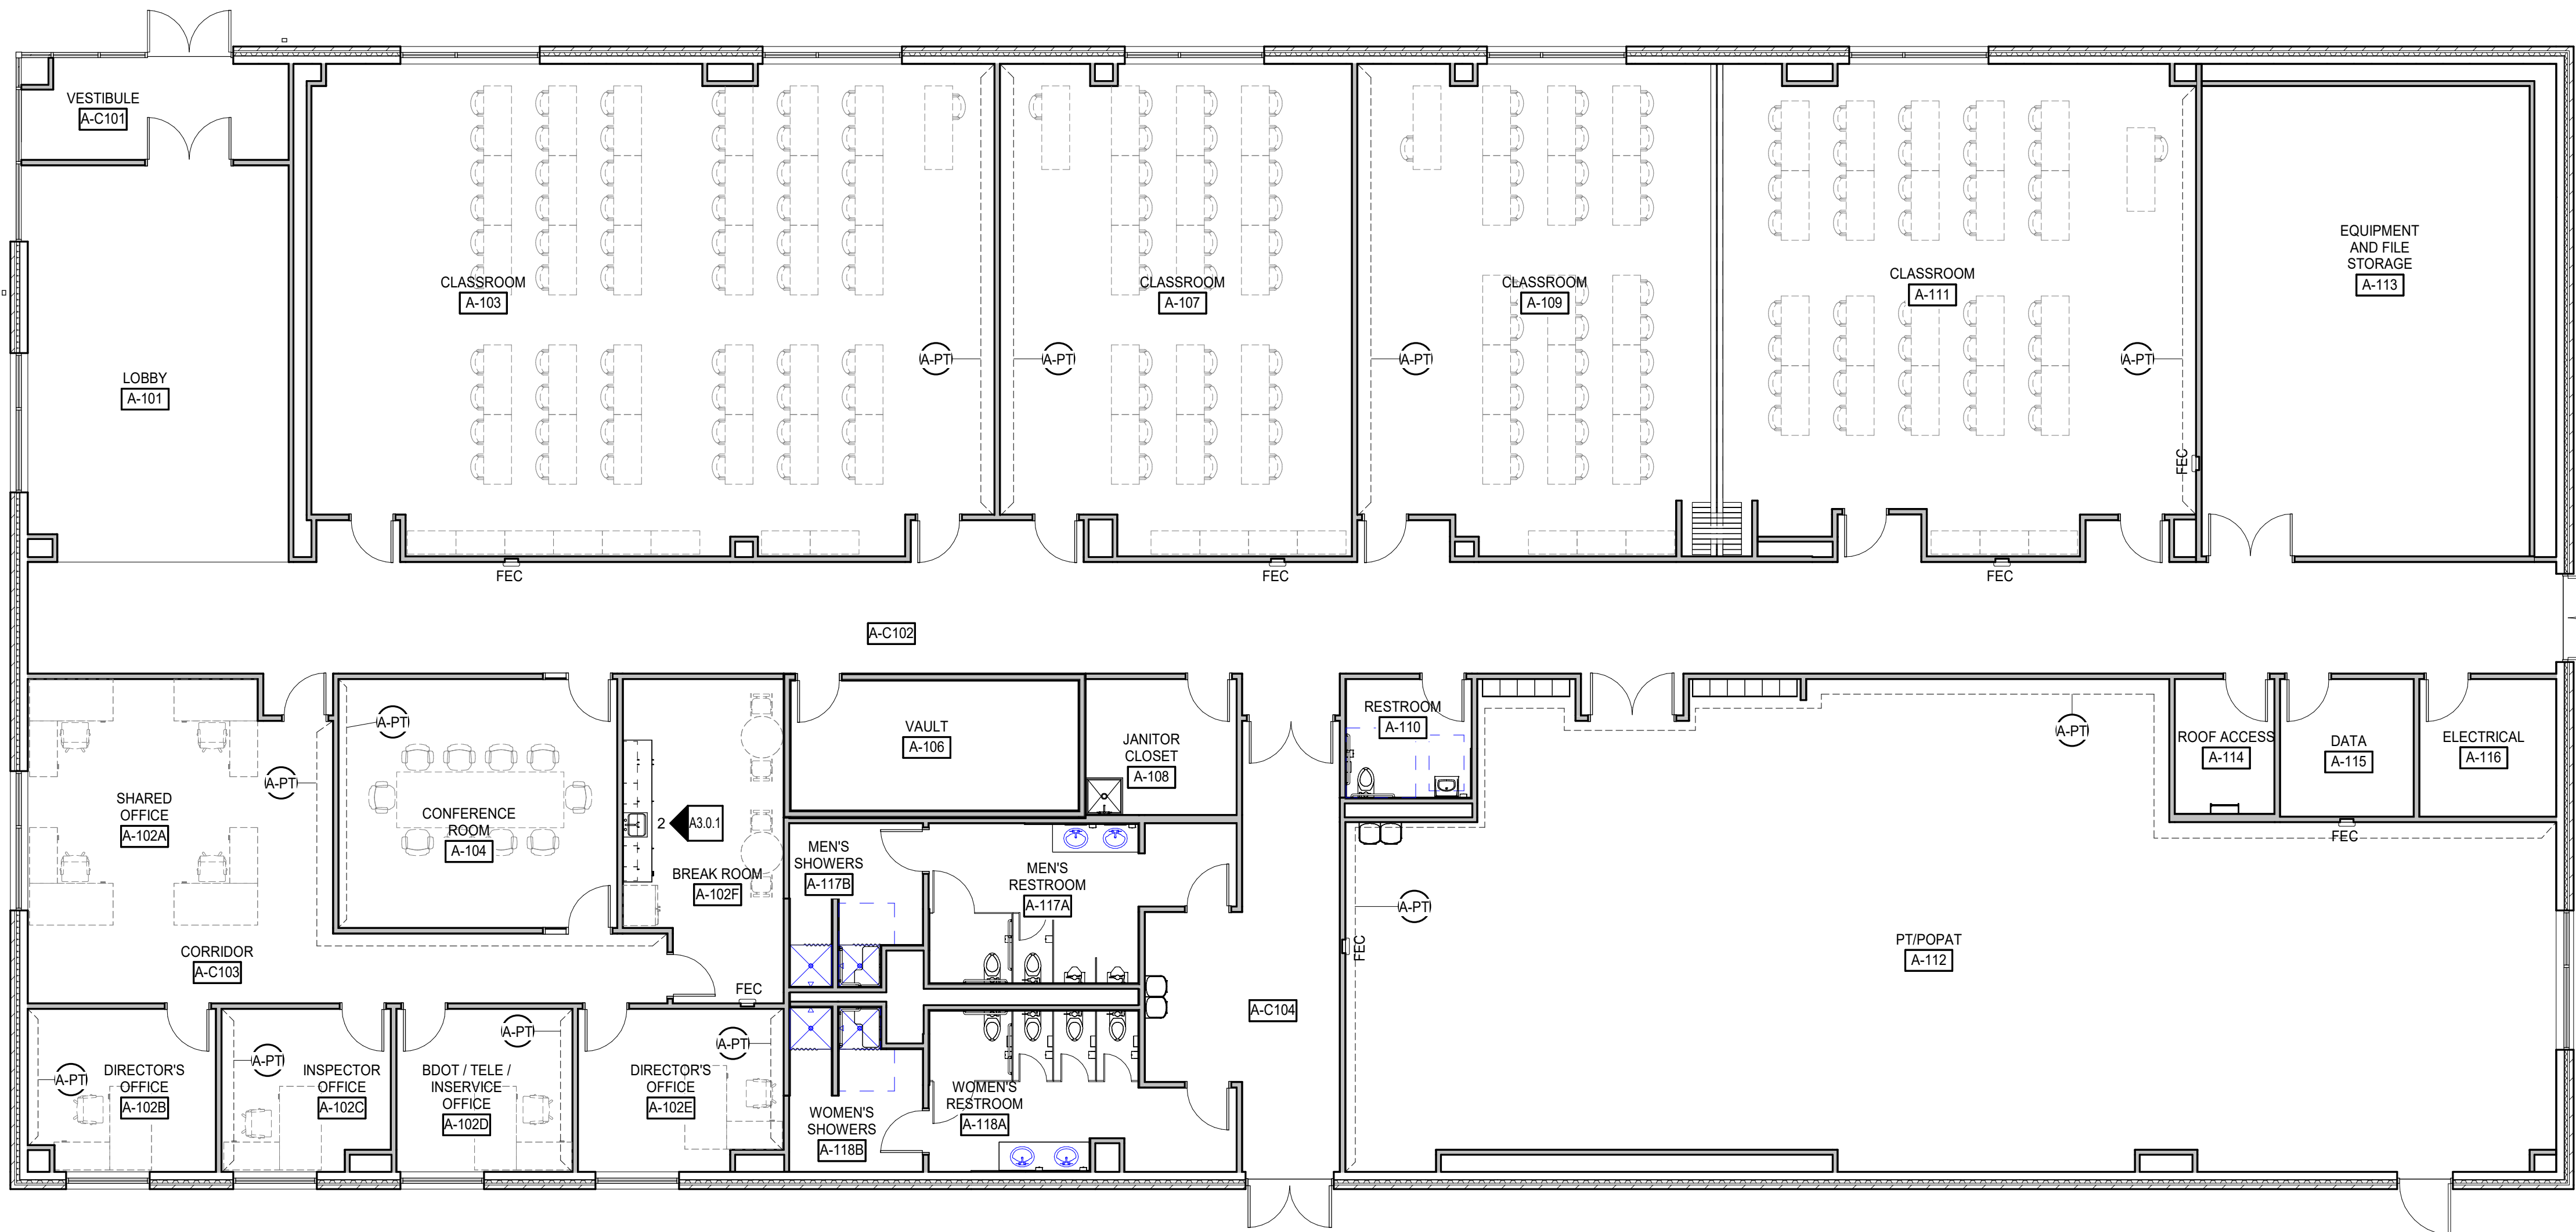 VESTIBULE
A-C101
LOBBY
A-101
CLASSROOM
A-103
A-PT
A-PT
CLASSROOM
A-107
CLASSROOM
A-109
A-PT
CLASSROOM
A-111
A-PT
FEC
EQUIPMENT
AND FILE
STORAGE
A-113
FEC
FEC
FEC
A-C102
SHARED
OFFICE
A-102A
A-PT
A-PT
CONFERENCE
ROOM
A-104
2
A3.0.1
BREAK ROOM
A-102F
VAULT
A-106
JANITOR
CLOSET
A-108
RESTROOM
A-110
A-PT
ROOF ACCESS
A-114
DATA
A-115
ELECTRICAL
A-116
FEC
MEN'S
SHOWERS
A-117B
MEN'S
RESTROOM
A-117A
A-PT
FEC
PT/POPAT
A-112
CORRIDOR
A-C103
FEC
A-C104
A-PT
DIRECTOR'S
OFFICE
A-102B
A-PT
INSPECTOR
OFFICE
A-102C
BDOT / TELE /
INSERVICE
OFFICE
A-102D
A-PT
DIRECTOR'S
OFFICE
A-102E
A-PT
WOMEN'S
SHOWERS
A-118B
WOMEN'S
RESTROOM
A-118A